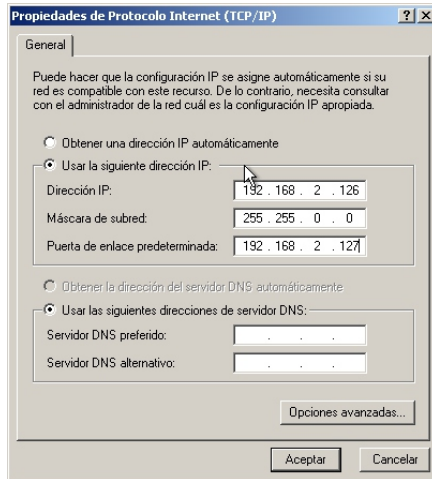 Propiedades de Protocolo Internet (TCP/IP)
General
Puede hacer que la configuración IP se asigne automáticamente si su
red es compatible con este recurso. De lo contrario, necesita consultar
con el administrador de la red cuál es la configuración IP apropiada.
Obtener una dirección IP automáticamente
Usar la siguiente dirección IP:
Dirección IP: 192 . 168 . 2 . 126
Máscara de subred: 255 . 255 . 0 . 0
Puerta de enlace predeterminada: 192 . 168 . 2 . 127
Obtener la dirección del servidor DNS automáticamente
Usar las siguientes direcciones de servidor DNS:
Servidor DNS preferido: . . .
Servidor DNS alternativo: . . .
Opciones avanzadas...
Aceptar Cancelar